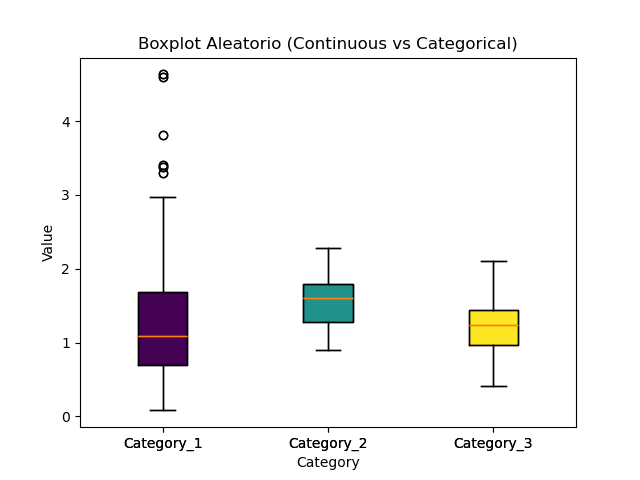 Boxplot Aleatorio (Continuous vs Categorical)
Value
4
3
2
1
0
Category_1
Category_2
Category_3
Category